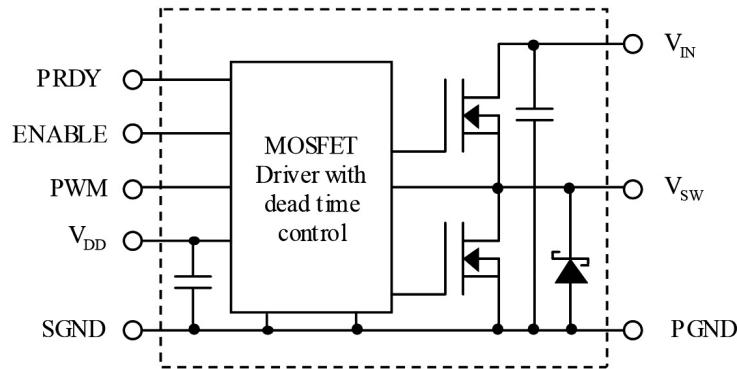 PRDY
ENABLE
PWM
VDD
SGND
MOSFET
Driver with
dead time
control
VIN
VSW
PGND